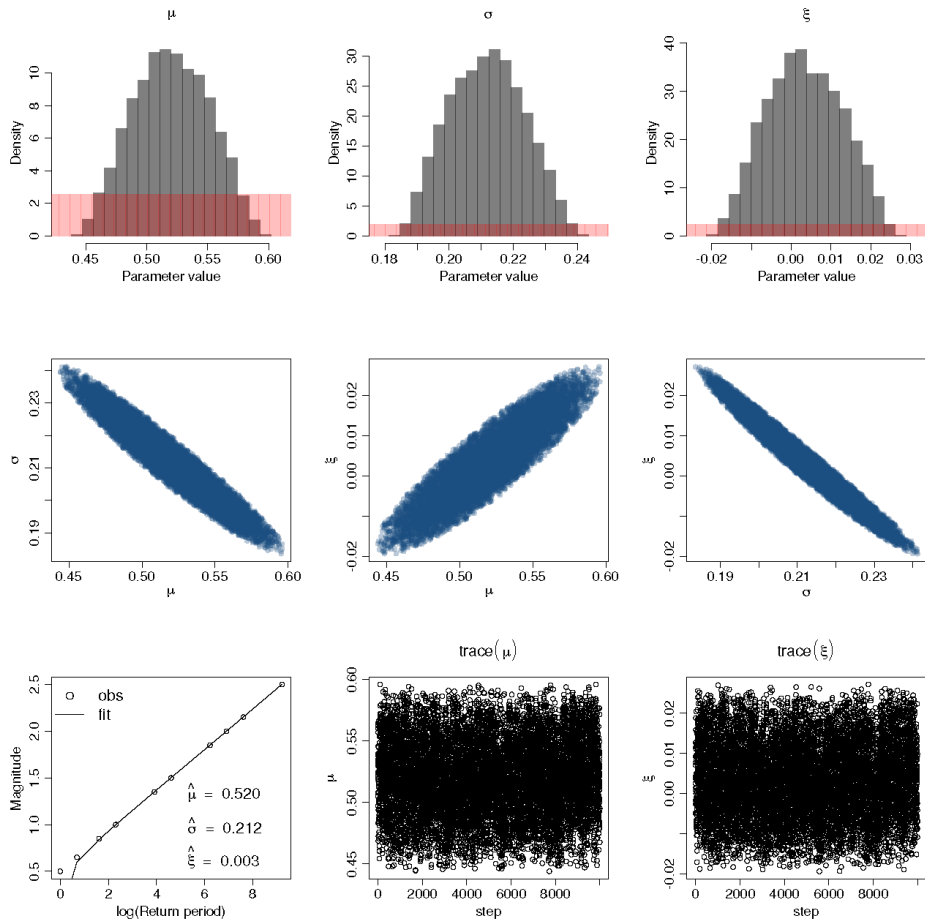 μ
σ
ξ
Density
0 2 4 6 8 10
0.45 0.50 0.55 0.60
Parameter value
Density
0 5 10 15 20 25 30
0.18 0.20 0.22 0.24
Parameter value
Density
0 10 20 30 40
-0.02 0.00 0.01 0.02 0.03
Parameter value
σ
0.19 0.21 0.23
0.45 0.50 0.55 0.60
μ
ξ
-0.02 0.00 0.01 0.02
0.45 0.50 0.55 0.60
μ
ξ
-0.02 0.00 0.01 0.02
0.19 0.21 0.23
σ
Magnitude
0.5 1.0 1.5 2.0 2.5
obs
fit
μ̂ = 0.520
σ̂ = 0.212
ξ̂ = 0.003
0 2 4 6 8
log(Return period)
trace(μ)
μ
0.45 0.50 0.55 0.60
0 2000 4000 6000 8000
step
trace(ξ)
ξ
-0.02 0.00 0.01 0.02
0 2000 4000 6000 8000
step